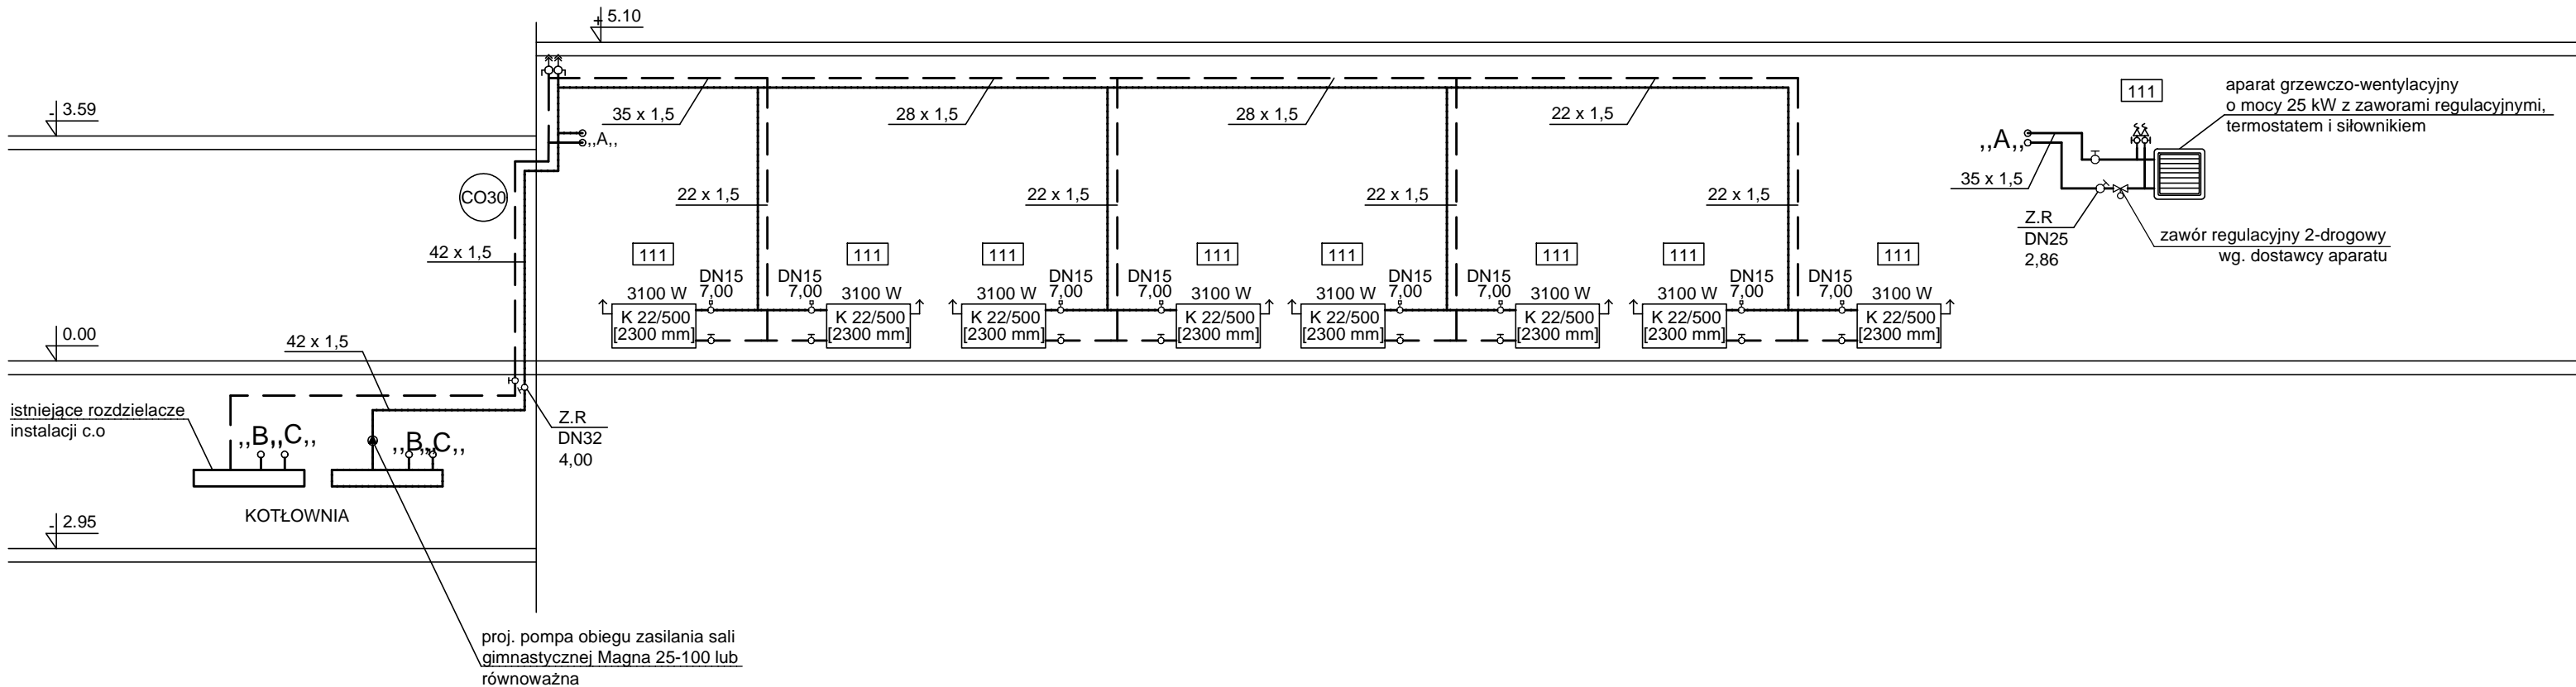 + 5.10
- 3.59
0.00
- 2.95
CO30
42 x 1,5
42 x 1,5
istniejące rozdzielacze
instalacji c.o
,,B,,
,,C,,
,,B,,
,,C,,
KOTŁOWNIA
Z.R
DN32
4,00
proj. pompa obiegu zasilania sali
gimnastycznej Magna 25-100 lub
równoważna
,,A,,
35 x 1,5
28 x 1,5
28 x 1,5
22 x 1,5
22 x 1,5
22 x 1,5
22 x 1,5
22 x 1,5
111
DN15
7,00
3100 W
K 22/500
[2300 mm]
111
DN15
7,00
3100 W
K 22/500
[2300 mm]
111
DN15
7,00
3100 W
K 22/500
[2300 mm]
111
DN15
7,00
3100 W
K 22/500
[2300 mm]
111
DN15
7,00
3100 W
K 22/500
[2300 mm]
111
DN15
7,00
3100 W
K 22/500
[2300 mm]
111
DN15
7,00
3100 W
K 22/500
[2300 mm]
111
DN15
7,00
3100 W
K 22/500
[2300 mm]
111
aparat grzewczo-wentylacyjny
o mocy 25 kW z zaworami regulacyjnymi,
termostatem i siłownikiem
,,A,,
35 x 1,5
Z.R
DN25
2,86
zawór regulacyjny 2-drogowy
wg. dostawcy aparatu